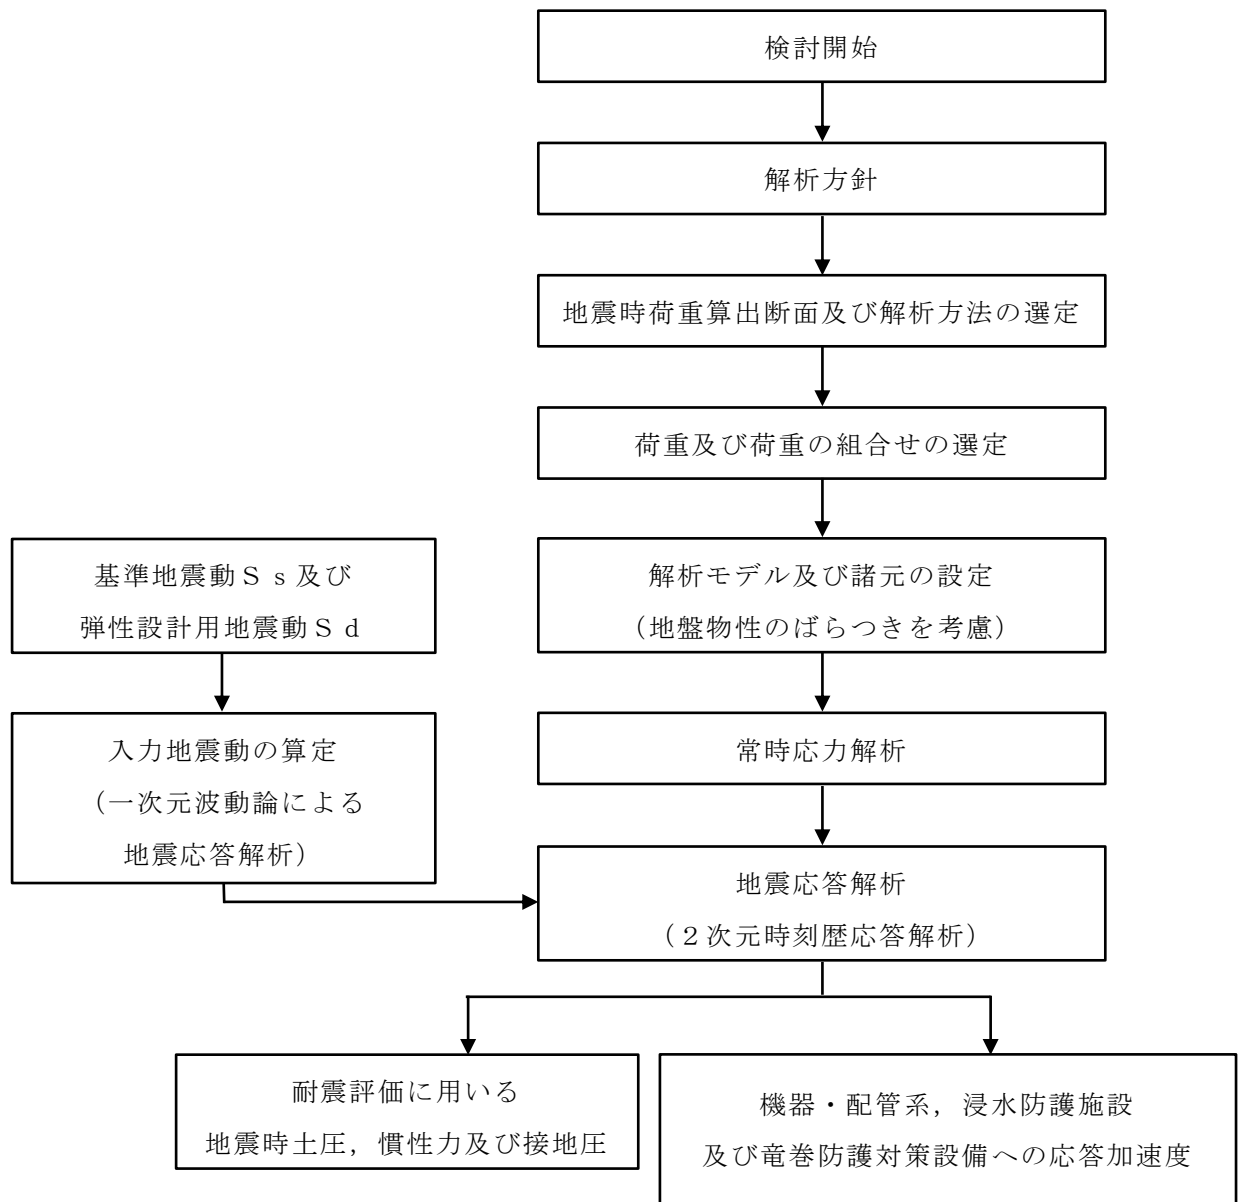 検討開始
解析方針
地震時荷重算出断面及び解析方法の選定
荷重及び荷重の組合せの選定
基準地震動Ｓｓ及び
弾性設計用地震動Ｓｄ
解析モデル及び諸元の設定
（地盤物性のばらつきを考慮）
入力地震動の算定
（一次元波動論による
地震応答解析）
常時応力解析
地震応答解析
（２次元時刻歴応答解析）
耐震評価に用いる
地震時土圧，慣性力及び接地圧
機器・配管系，浸水防護施設
及び竜巻防護対策設備への応答加速度